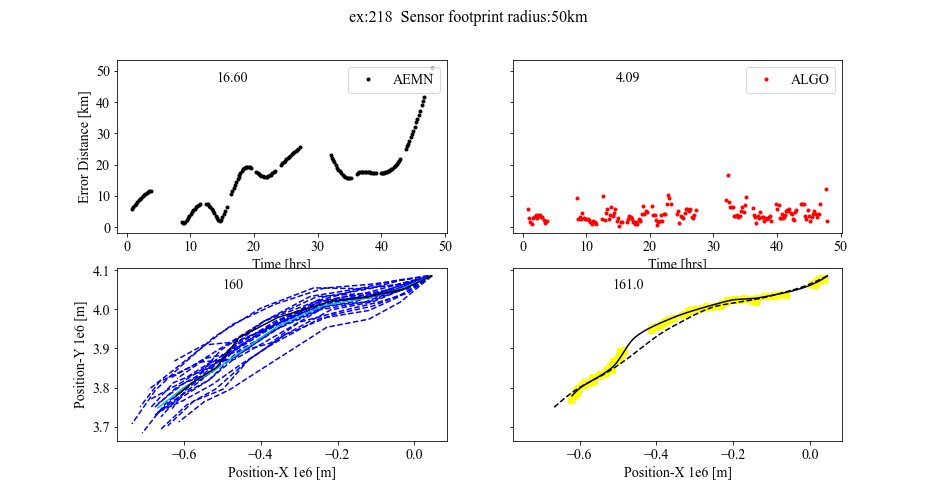 ex:218  Sensor footprint radius:50km
16.60
AEMN
50
40
30
20
10
0
Error Distance [km]
0 10 20 30 40 50
Time [hrs]
4.09
ALGO
0 10 20 30 40 50
Time [hrs]
160
4.1
4.0
3.9
3.8
3.7
Position-Y 1e6 [m]
−0.6 −0.4 −0.2 0.0
Position-X 1e6 [m]
161.0
−0.6 −0.4 −0.2 0.0
Position-X 1e6 [m]